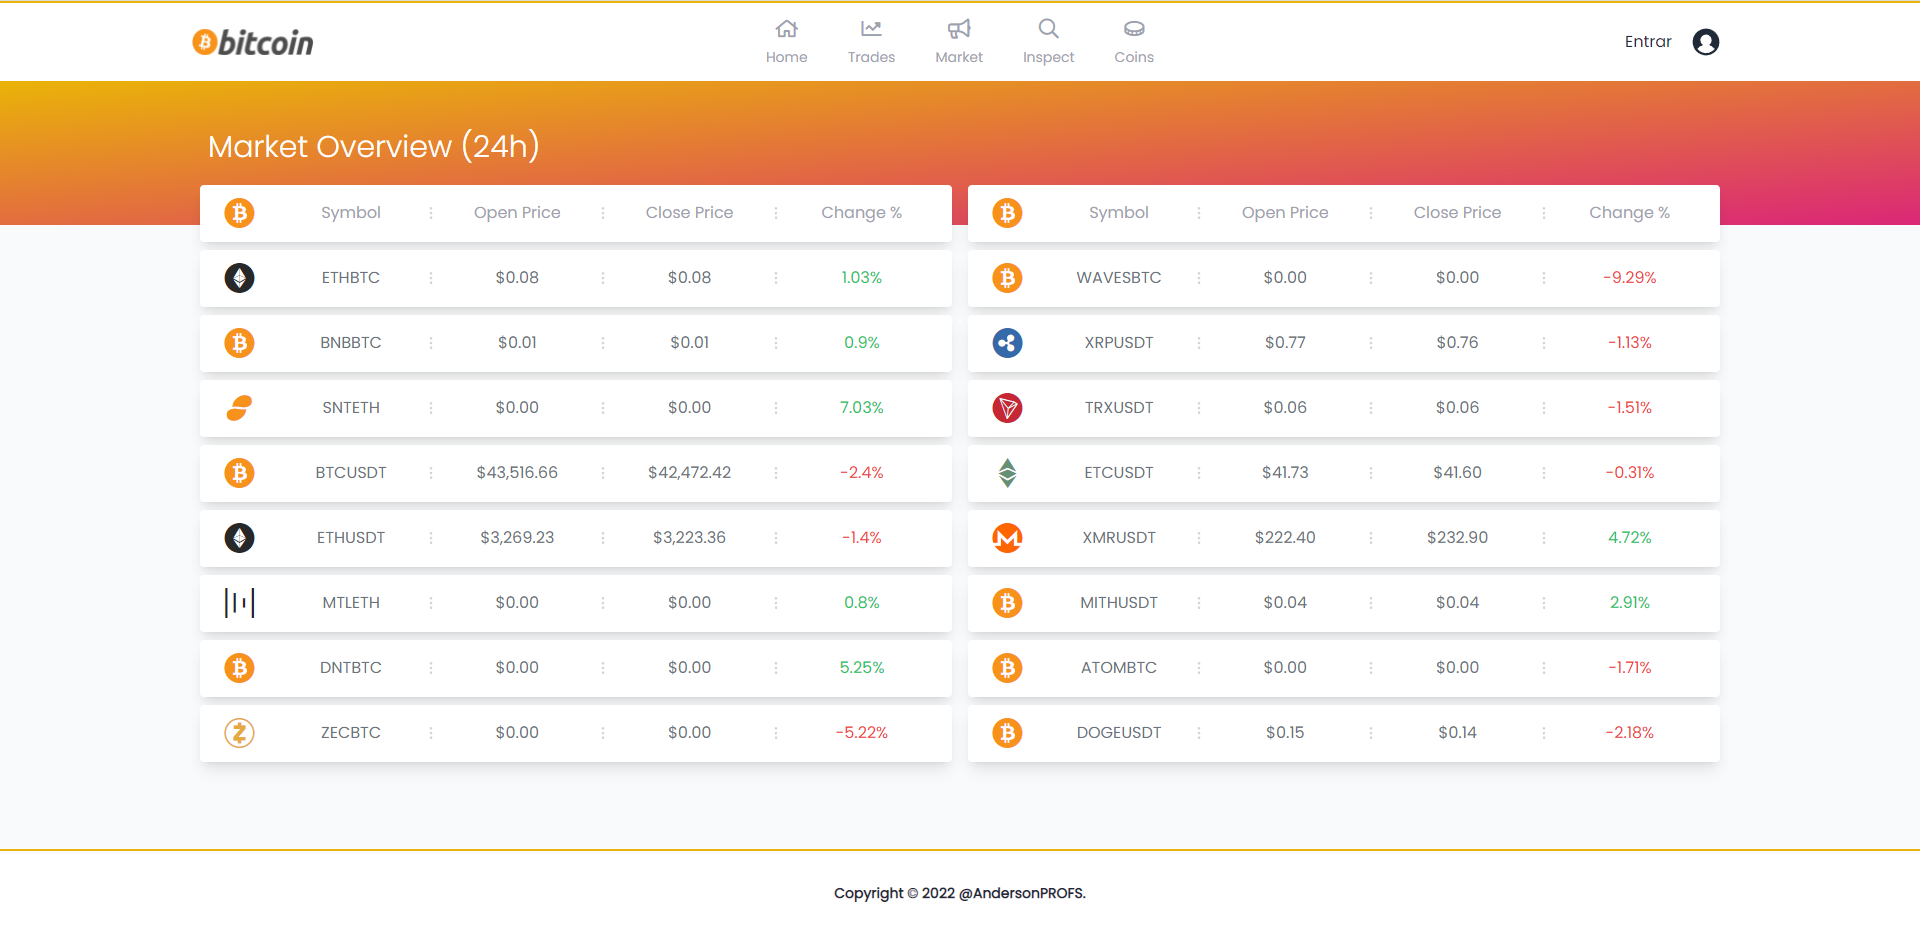 bitcoin
Home Trades Market Inspect Coins
Entrar
Market Overview (24h)
Symbol Open Price Close Price Change %
ETHBTC $0.08 $0.08 1.03%
BNBBTC $0.01 $0.01 0.9%
SNTETH $0.00 $0.00 7.03%
BTCUSDT $43,516.66 $42,472.42 -2.4%
ETHUSDT $3,269.23 $3,223.36 -1.4%
MTLETH $0.00 $0.00 0.8%
DNTBTC $0.00 $0.00 5.25%
ZECBTC $0.00 $0.00 -5.22%
Symbol Open Price Close Price Change %
WAVESBTC $0.00 $0.00 -9.29%
XRPUSDT $0.77 $0.76 -1.13%
TRXUSDT $0.06 $0.06 -1.51%
ETCUSDT $41.73 $41.60 -0.31%
XMRUSDT $222.40 $232.90 4.72%
MITHUSDT $0.04 $0.04 2.91%
ATOMBTC $0.00 $0.00 -1.71%
DOGEUSDT $0.15 $0.14 -2.18%
Copyright © 2022 @AndersonPROFS.